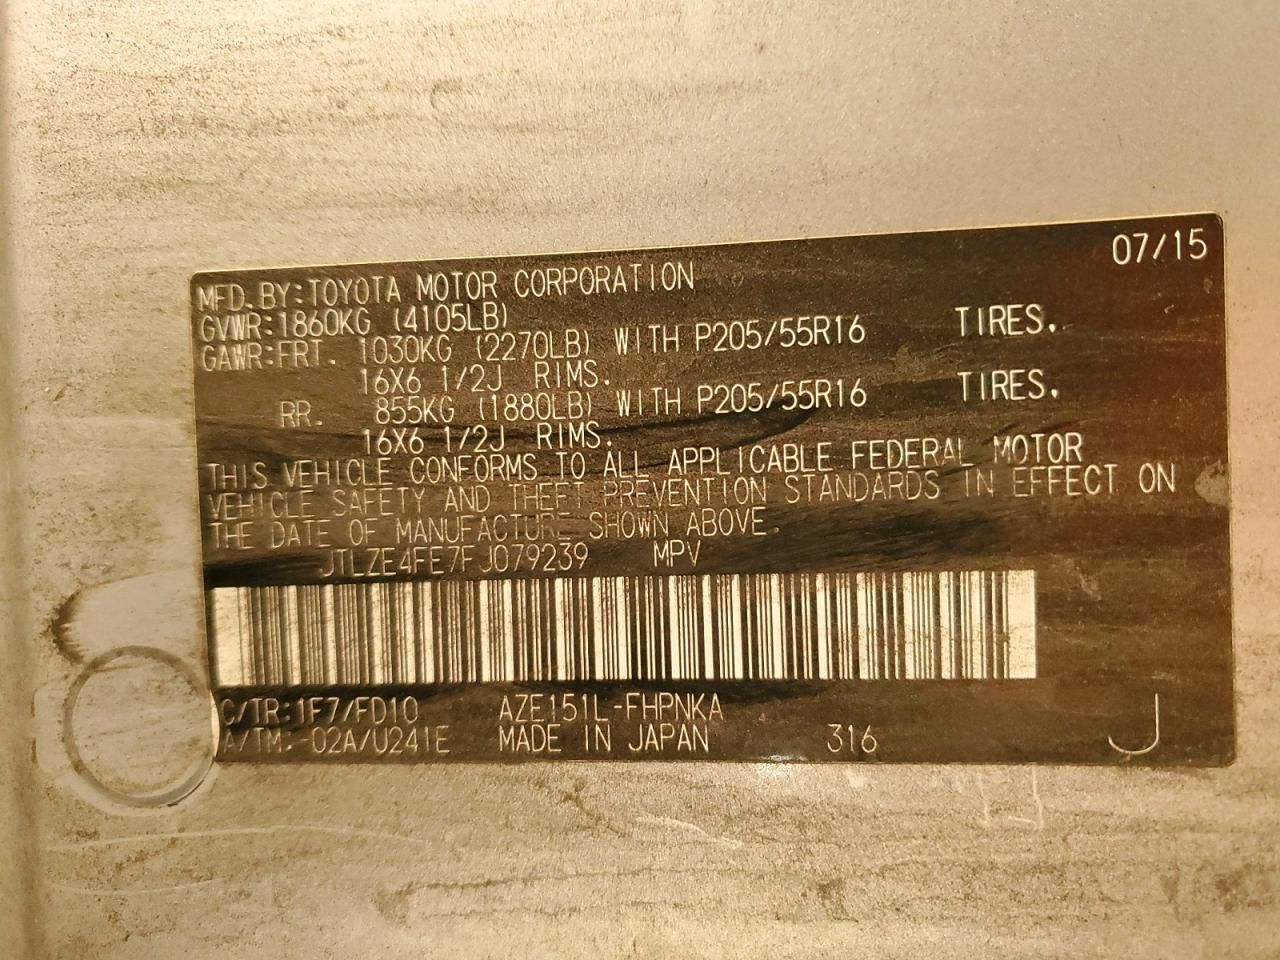 07/15
MFD. BY:TOYOTA MOTOR CORPORATION
GVWR:1860KG (4105LB)
GAWR:FRT. 1030KG (2270LB) WITH P205/55R16 TIRES.
16X6 1/2J RIMS.
RR. 855KG (1880LB) WITH P205/55R16 TIRES.
16X6 1/2J RIMS.
THIS VEHICLE CONFORMS TO ALL APPLICABLE FEDERAL MOTOR
VEHICLE SAFETY AND THEFT PREVENTION STANDARDS IN EFFECT ON
THE DATE OF MANUFACTURE SHOWN ABOVE.
JTLZE4FE7FJ079239 MPV
C/TR:1F7/FD10 AZE151L-FHPNKA
A/TM:-02A/U241E MADE IN JAPAN 316 J